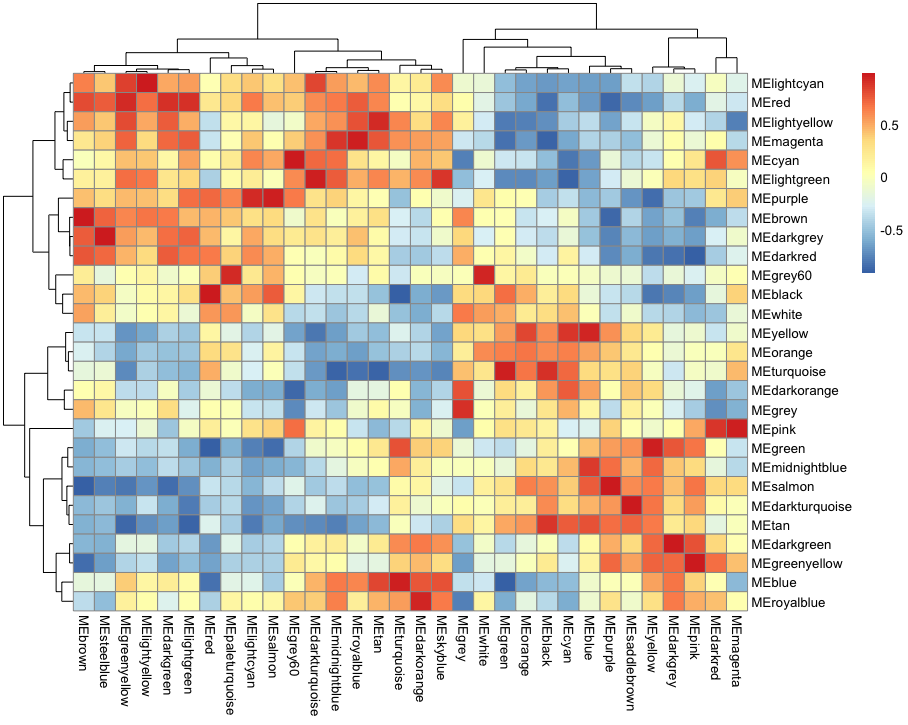 MElightcyan
MEred
MElightyellow
MEmagenta
MEcyan
MElightgreen
MEpurple
MEbrown
MEdarkgrey
MEdarkred
MEgrey60
MEblack
MEwhite
MEyellow
MEorange
MEturquoise
MEdarkorange
MEgrey
MEpink
MEgreen
MEmidnightblue
MEsalmon
MEdarkturquoise
MEtan
MEdarkgreen
MEgreenyellow
MEblue
MEroyalblue
0.5
0
-0.5
MEbrown
MEsteelblue
MEgreenyellow
MElightyellow
MEdarkgreen
MElightgreen
MEred
MEpaleturquoise
MElightcyan
MEsalmon
MEgrey60
MEdarkturquoise
MEmidnightblue
MEroyalblue
MEtan
MEturquoise
MEdarkorange
MEskyblue
MEgrey
MEwhite
MEgreen
MEorange
MEblack
MEcyan
MEblue
MEpurple
MEsaddlebrown
MEyellow
MEdarkgrey
MEpink
MEdarkred
MEmagenta